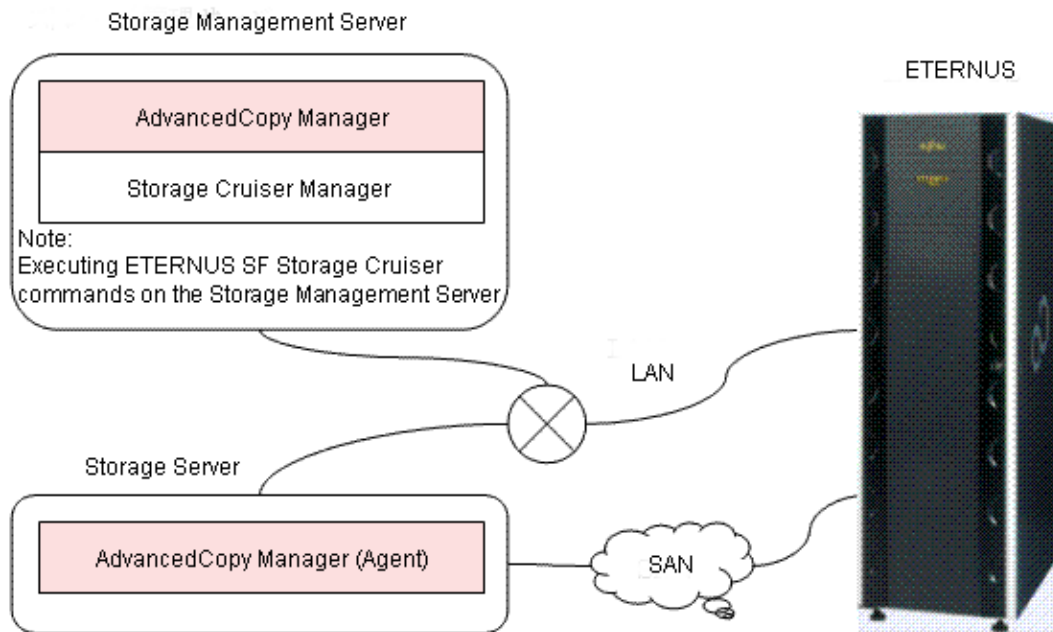 Storage Management Server
ETERNUS
AdvancedCopy Manager
Storage Cruiser Manager
Note:
Executing ETERNUS SF Storage Cruiser
commands on the Storage Management Server
LAN
Storage Server
AdvancedCopy Manager (Agent)
SAN